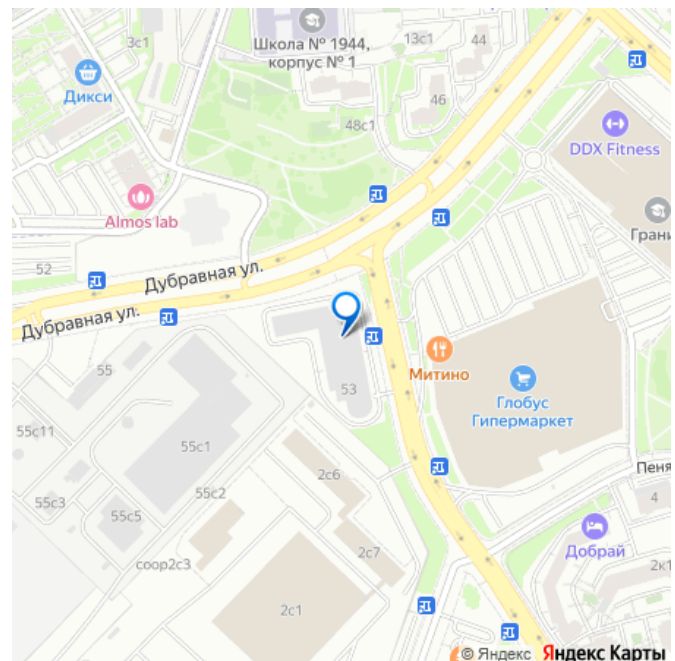 3с1
Школа № 1944,
корпус № 1
13с1
44
Дикси
46
DDX Fitness
48с1
Almos lab
Грани
52
Дубравная ул.
Дубравная ул.
55
Митино
53
Глобус
Гипермаркет
55с11
55с1
2с6
Пеня
55с3
55с2
4
55с5
Добрай
2с7
соор2с3
2к1
2с1
© Яндекс Яндекс Карты